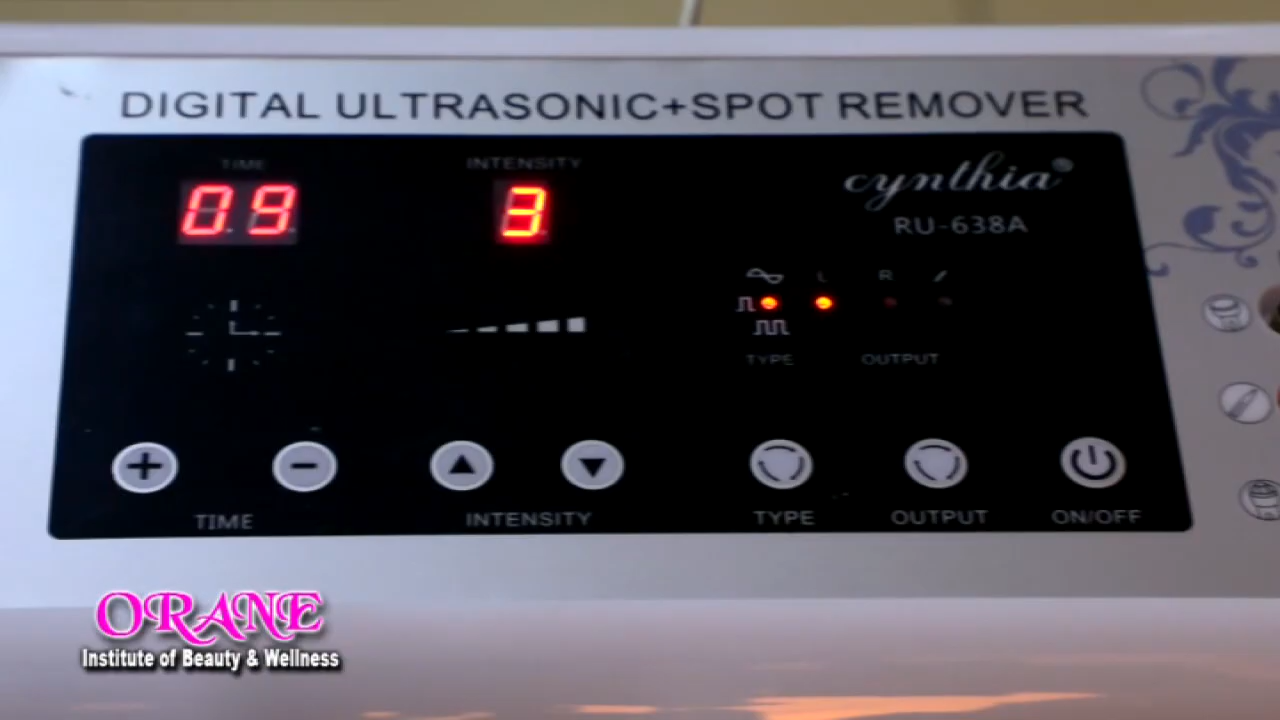 DIGITAL ULTRASONIC+SPOT REMOVER
TIME
INTENSITY
cynthia®
RU-638A
09
3
L
R
TYPE
OUTPUT
TIME
INTENSITY
TYPE
OUTPUT
ON/OFF
ORANE
Institute of Beauty & Wellness